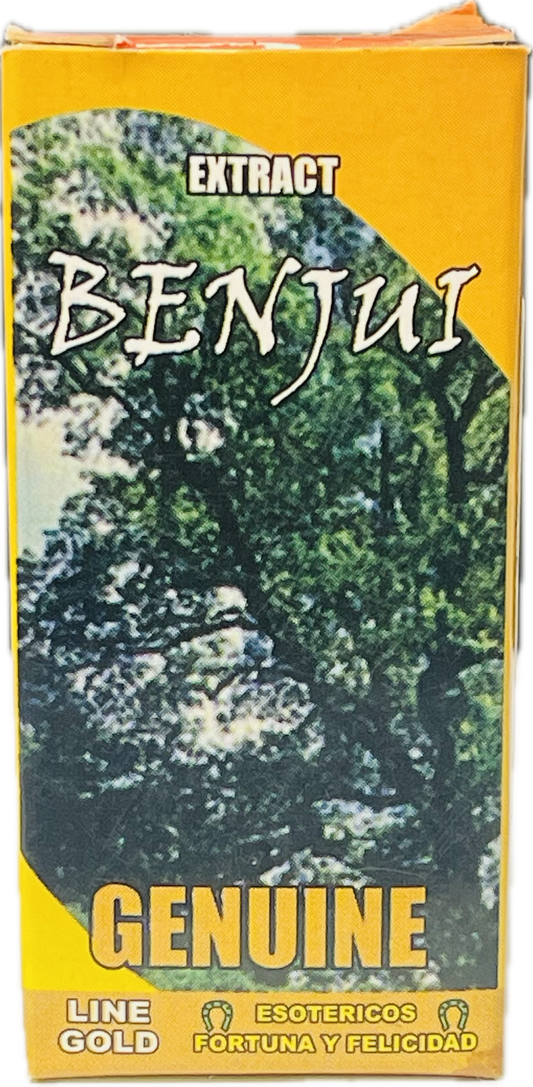 EXTRACT
BENJUI
GENUINE
LINE
GOLD
ESOTERICOS
FORTUNA Y FELICIDAD